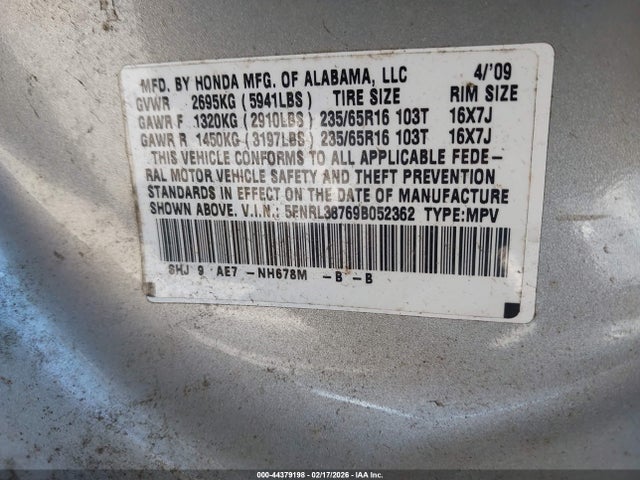 MFD. BY HONDA MFG. OF ALABAMA, LLC 4/'09
GVWR 2695KG (5941LBS) TIRE SIZE RIM SIZE
GAWR F 1320KG (2910LBS) 235/65R16 103T 16X7J
GAWR R 1450KG (3197LBS) 235/65R16 103T 16X7J
THIS VEHICLE CONFORMS TO ALL APPLICABLE FEDE-
RAL MOTOR VEHICLE SAFETY AND THEFT PREVENTION
STANDARDS IN EFFECT ON THE DATE OF MANUFACTURE
SHOWN ABOVE. V.I.N.: 5FNRL38769B052362 TYPE:MPV
SHJ 9 AE7 -NH678M -B -B
000-44379198 - 02/17/2026 - IAA Inc.